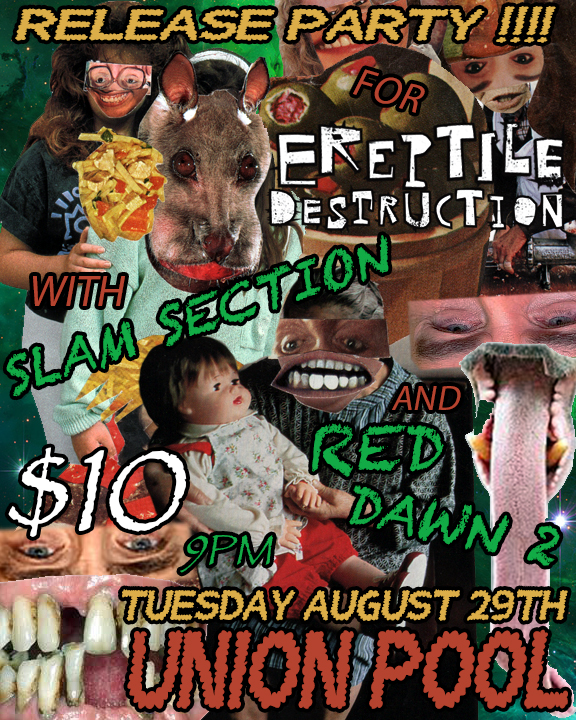 RELEASE PARTY !!!!
FOR
EREPTILE
DESTRUCTION
WITH
SLAM SECTION
AND
RED
DAWN 2
$10
9PM
TUESDAY AUGUST 29TH
UNION POOL